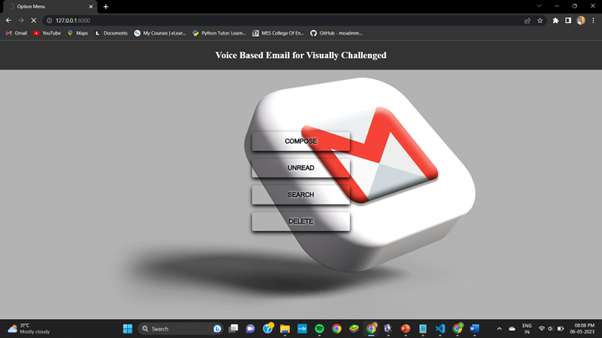 Option Menu
127.0.0.1:8000
Gmail YouTube Maps Documents My Courses | eLear... Python Tutor: Learn... MES College Of En... GitHub - moadmm...
Voice Based Email for Visually Challenged
COMPOSE
UNREAD
SEARCH
DELETE
31°C
Mostly cloudy
Search
ENG
IN
08:08 PM
06-05-2023